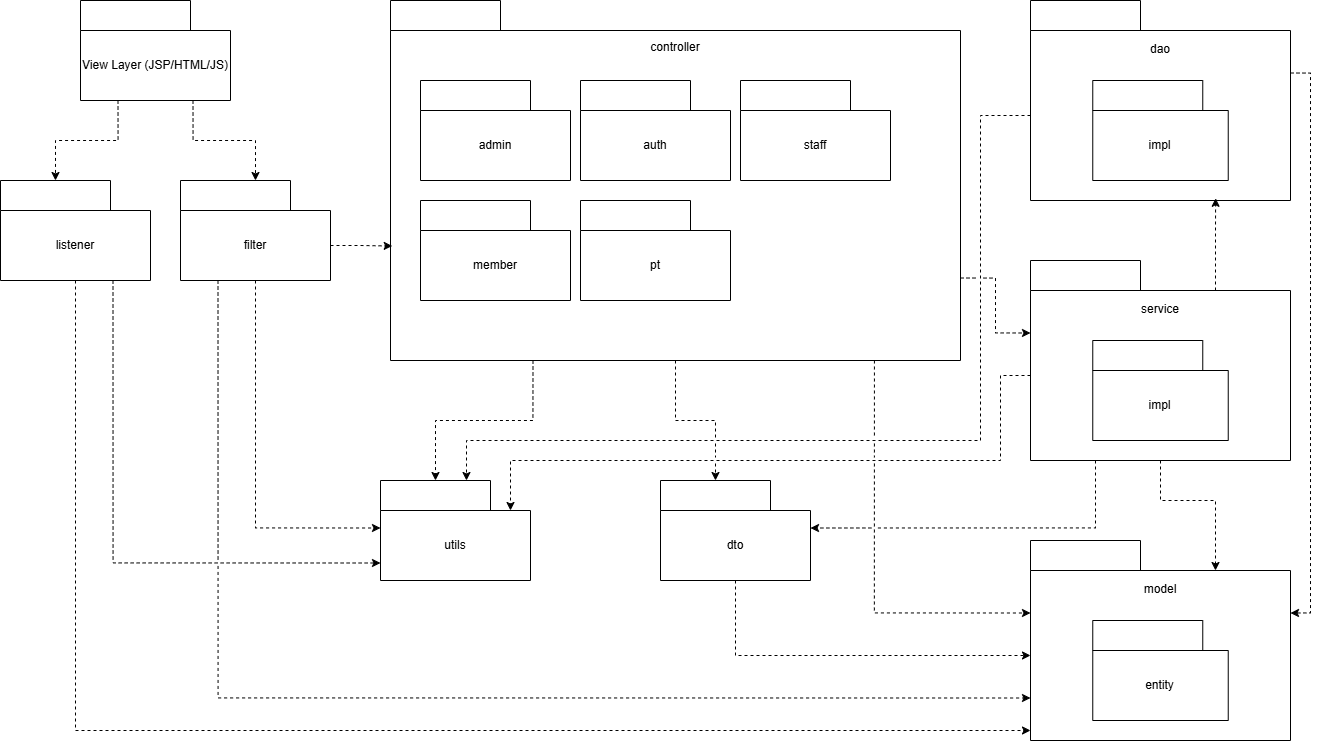 View Layer (JSP/HTML/JS)
controller
dao
admin
auth
staff
impl
listener
filter
member
pt
service
impl
utils
dto
model
entity